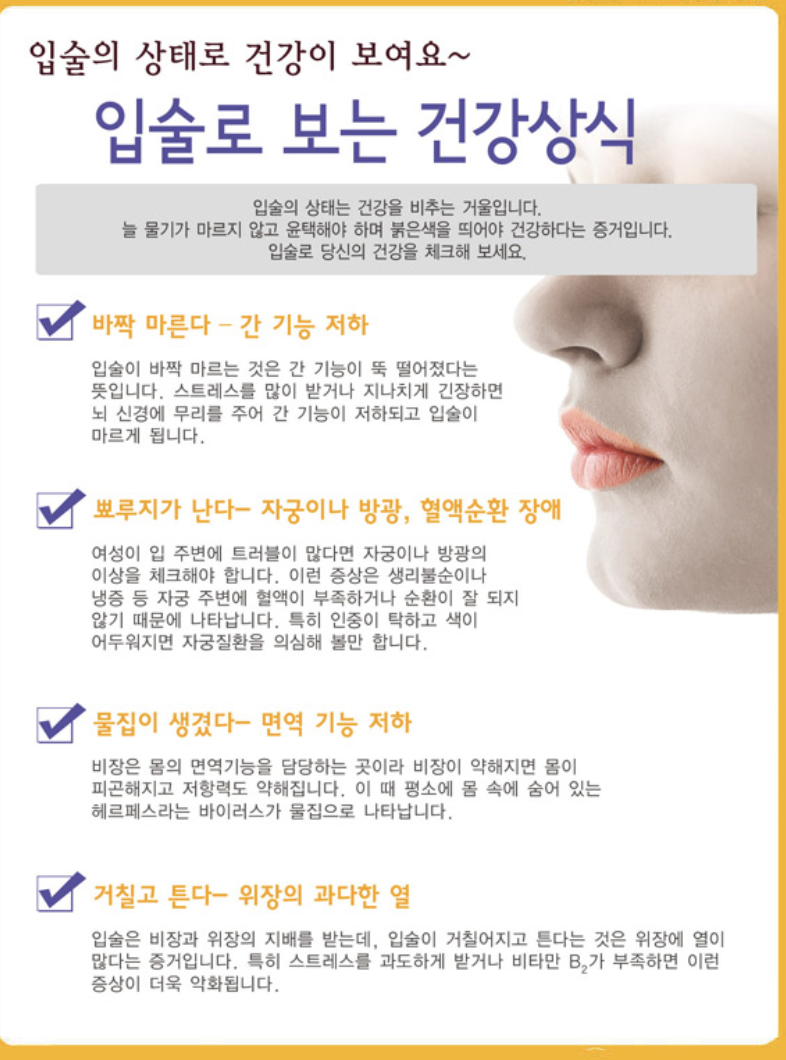 입술의 상태로 건강이 보여요~
입술로 보는 건강상식
입술의 상태는 건강을 비추는 거울입니다.
늘 물기가 마르지 않고 윤택해야 하며 붉은색을 띄어야 건강하다는 증거입니다.
입술로 당신의 건강을 체크해 보세요.
바짝 마른다 – 간 기능 저하
입술이 바짝 마르는 것은 간 기능이 뚝 떨어졌다는
뜻입니다. 스트레스를 많이 받거나 지나치게 긴장하면
뇌 신경에 무리를 주어 간 기능이 저하되고 입술이
마르게 됩니다.
뾰루지가 난다– 자궁이나 방광, 혈액순환 장애
여성이 입 주변에 트러블이 많다면 자궁이나 방광의
이상을 체크해야 합니다. 이런 증상은 생리불순이나
냉증 등 자궁 주변에 혈액이 부족하거나 순환이 잘 되지
않기 때문에 나타납니다. 특히 인중이 탁하고 색이
어두워지면 자궁질환을 의심해 볼만 합니다.
물집이 생겼다– 면역 기능 저하
비장은 몸의 면역기능을 담당하는 곳이라 비장이 약해지면 몸이
피곤해지고 저항력도 약해집니다. 이 때 평소에 몸 속에 숨어 있는
헤르페스라는 바이러스가 물집으로 나타납니다.
거칠고 튼다– 위장의 과다한 열
입술은 비장과 위장의 지배를 받는데, 입술이 거칠어지고 튼다는 것은 위장에 열이
많다는 증거입니다. 특히 스트레스를 과도하게 받거나 비타만 B₂가 부족하면 이런
증상이 더욱 악화됩니다.